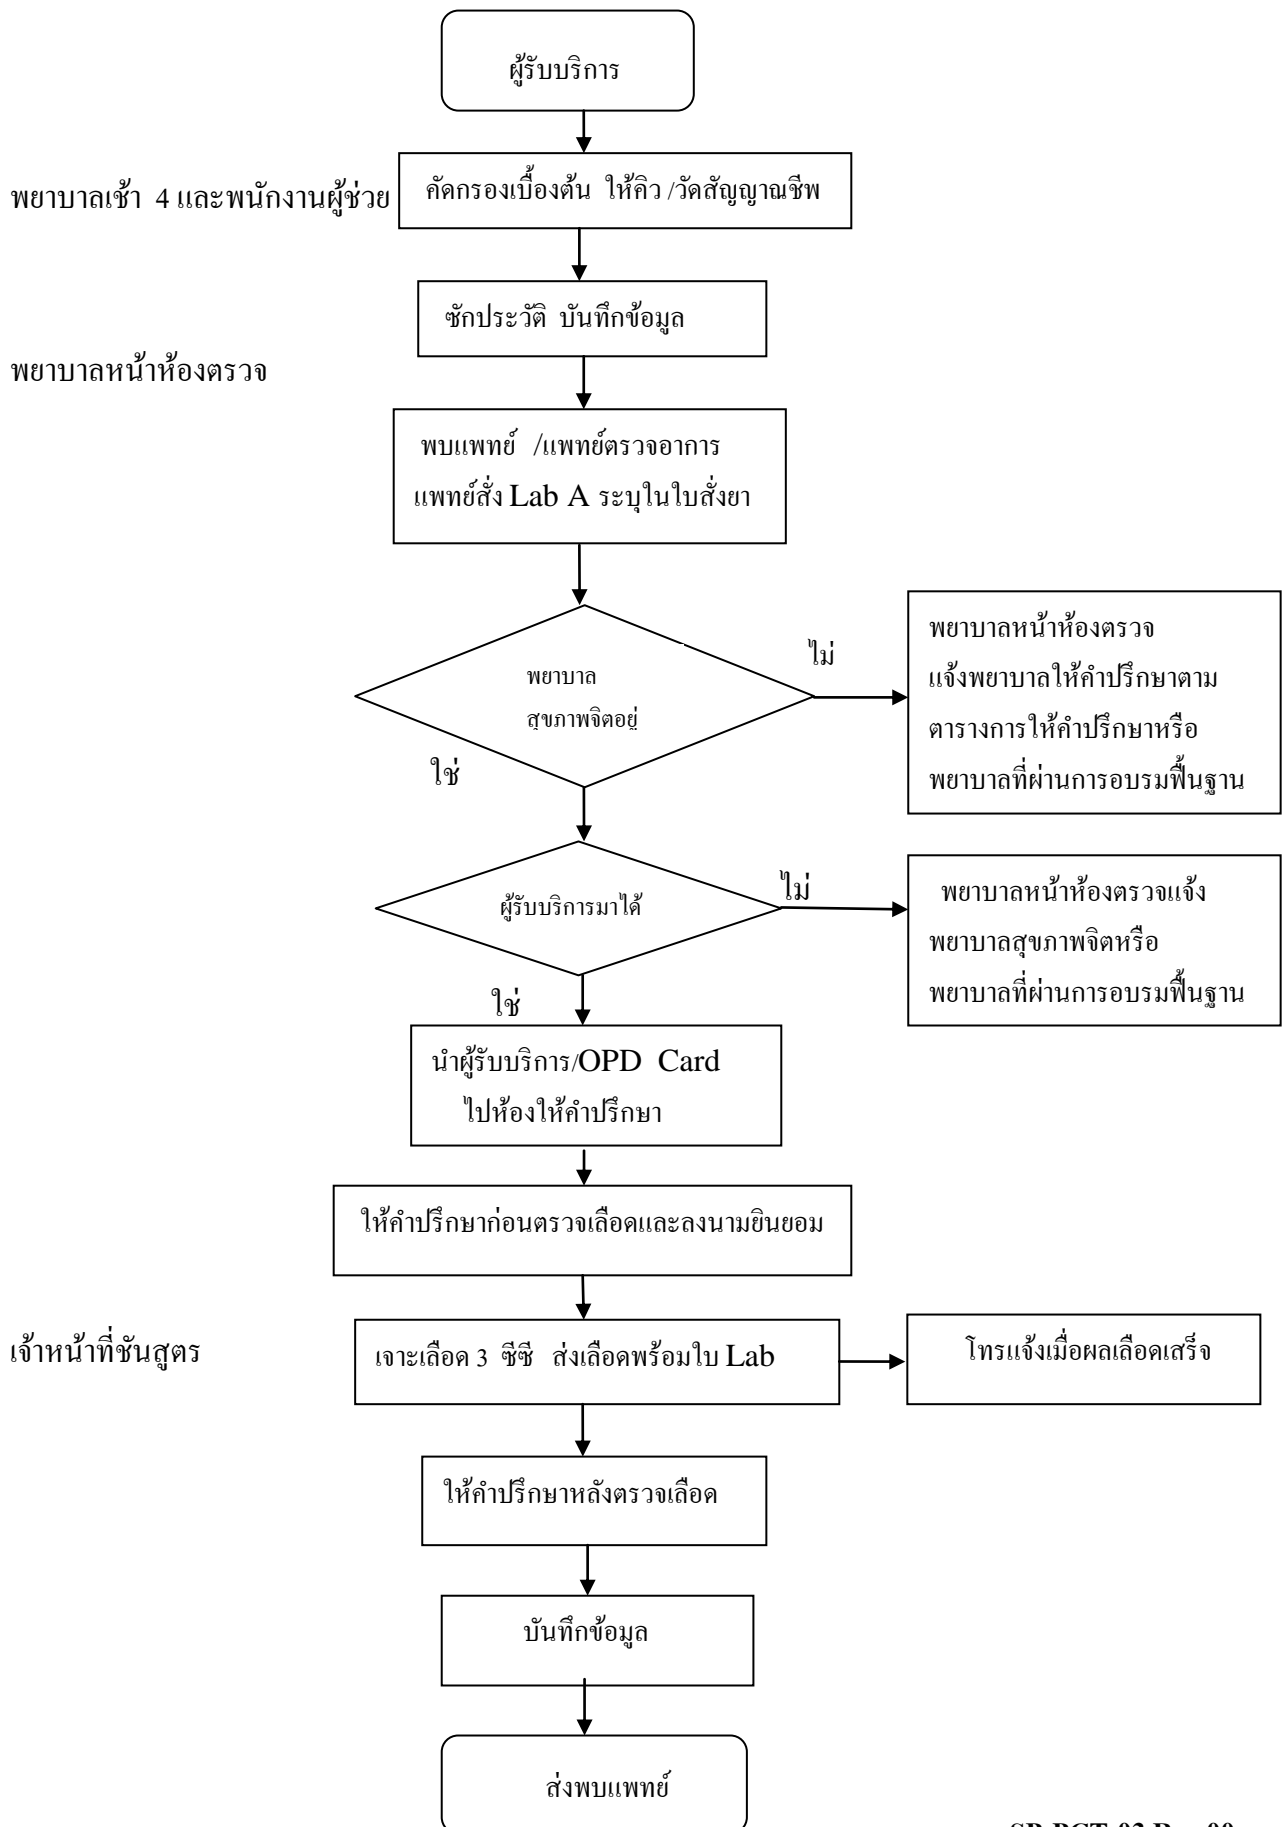 ผู้รับบริการ
พยาบาลเช้า 4 และพนักงานผู้ช่วย
คัดกรองเบื้องต้น ให้คิว /วัดสัญญาณชีพ
ซักประวัติ บันทึกข้อมูล
พยาบาลหน้าห้องตรวจ
พบแพทย์ /แพทย์ตรวจอาการ
แพทย์สั่ง Lab A ระบุในใบสั่งยา
พยาบาล
สุขภาพจิตอยู่
ไม่
พยาบาลหน้าห้องตรวจ
แจ้งพยาบาลให้คำปรึกษาตาม
ตารางการให้คำปรึกษาหรือ
พยาบาลที่ผ่านการอบรมฟื้นฐาน
ใช่
ผู้รับบริการมาได้
ไม่
พยาบาลหน้าห้องตรวจแจ้ง
พยาบาลสุขภาพจิตหรือ
พยาบาลที่ผ่านการอบรมฟื้นฐาน
ใช่
นำผู้รับบริการ/OPD Card
ไปห้องให้คำปรึกษา
ให้คำปรึกษาก่อนตรวจเลือดและลงนามยินยอม
เจ้าหน้าที่ชันสูตร
เจาะเลือด 3 ซีซี ส่งเลือดพร้อมใบ Lab
โทรแจ้งเมื่อผลเลือดเสร็จ
ให้คำปรึกษาหลังตรวจเลือด
บันทึกข้อมูล
ส่งพบแพทย์